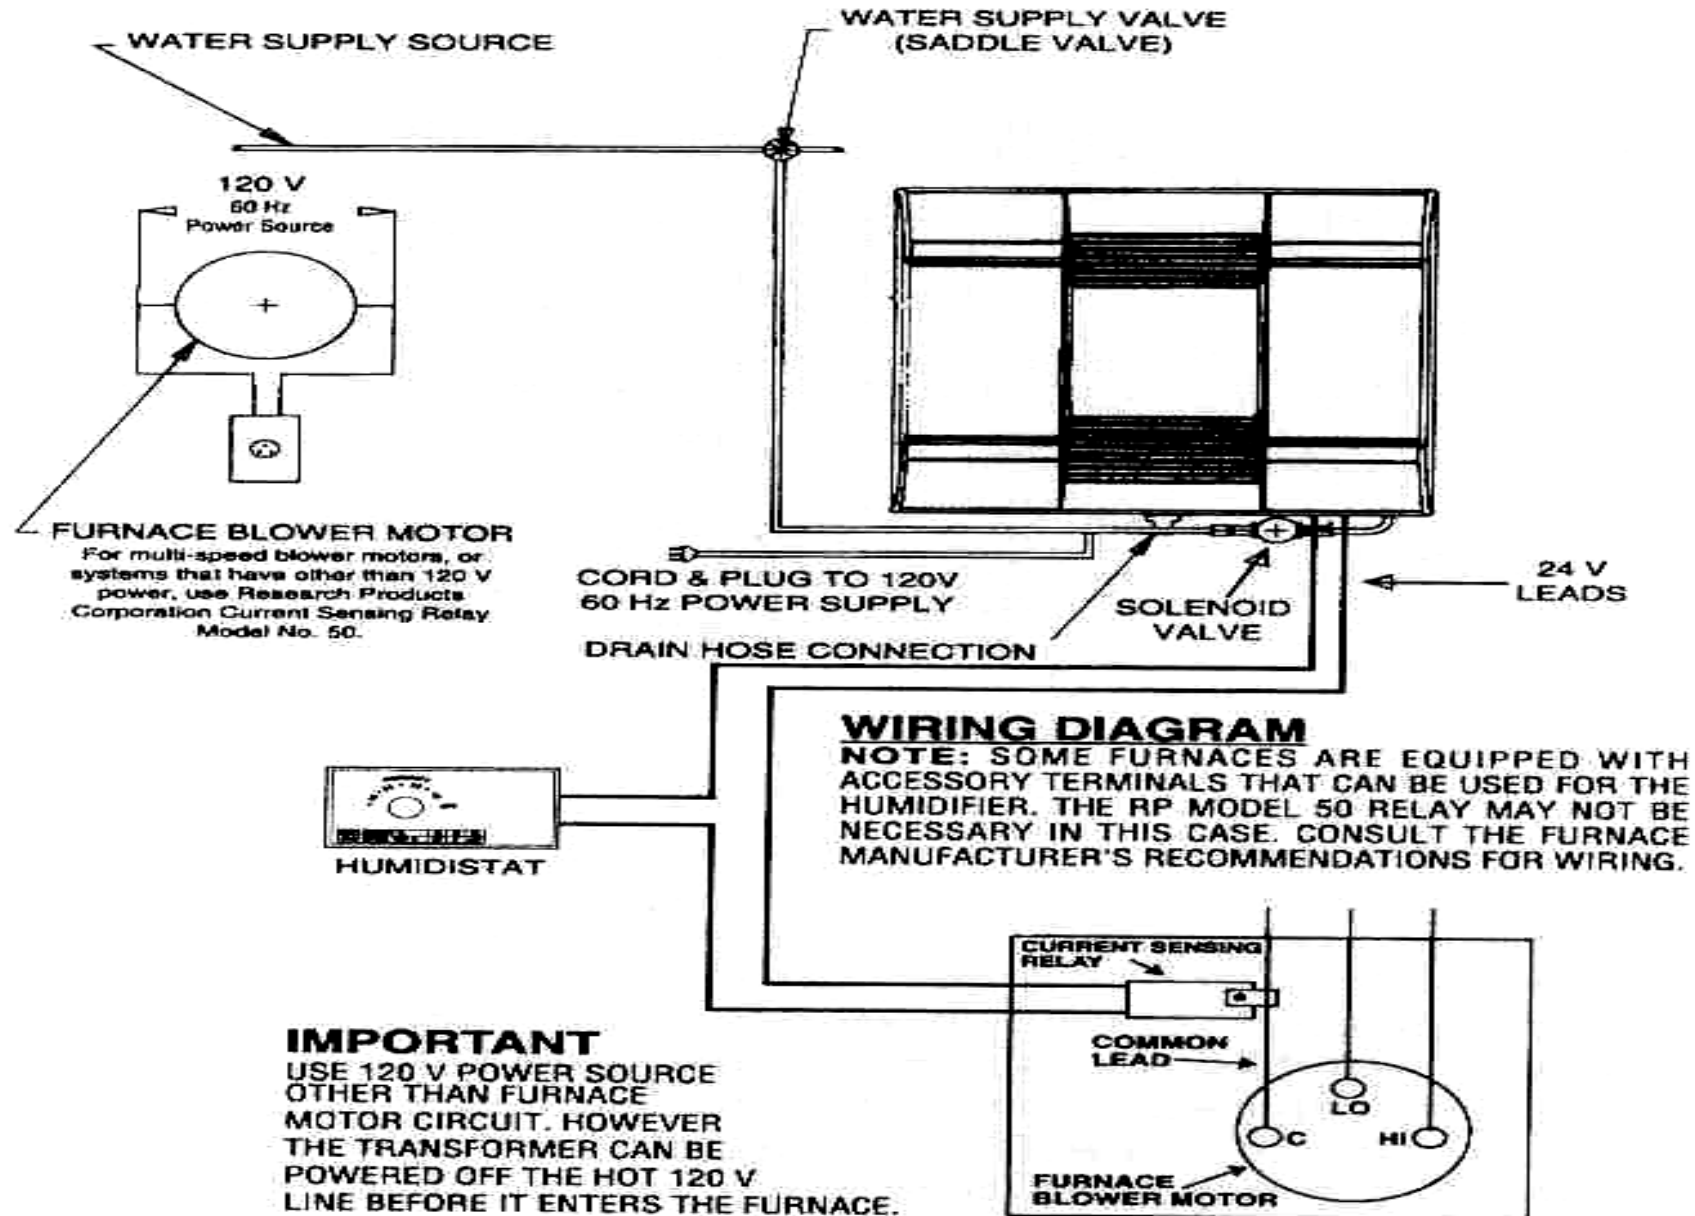 WATER SUPPLY SOURCE
WATER SUPPLY VALVE
(SADDLE VALVE)
120 V
60 Hz
Power Source
FURNACE BLOWER MOTOR
For multi-speed blower motors, or
systems that have other than 120 V
power, use Research Products
Corporation Current Sensing Relay
Model No. 50.
CORD & PLUG TO 120V
60 Hz POWER SUPPLY
SOLENOID
VALVE
24 V
LEADS
DRAIN HOSE CONNECTION
WIRING DIAGRAM
NOTE: SOME FURNACES ARE EQUIPPED WITH
ACCESSORY TERMINALS THAT CAN BE USED FOR THE
HUMIDIFIER. THE RP MODEL 50 RELAY MAY NOT BE
NECESSARY IN THIS CASE. CONSULT THE FURNACE
MANUFACTURER'S RECOMMENDATIONS FOR WIRING.
HUMIDISTAT
CURRENT SENSING
RELAY
COMMON
LEAD
LO
C
HI
FURNACE
BLOWER MOTOR
IMPORTANT
USE 120 V POWER SOURCE
OTHER THAN FURNACE
MOTOR CIRCUIT. HOWEVER
THE TRANSFORMER CAN BE
POWERED OFF THE HOT 120 V
LINE BEFORE IT ENTERS THE FURNACE.